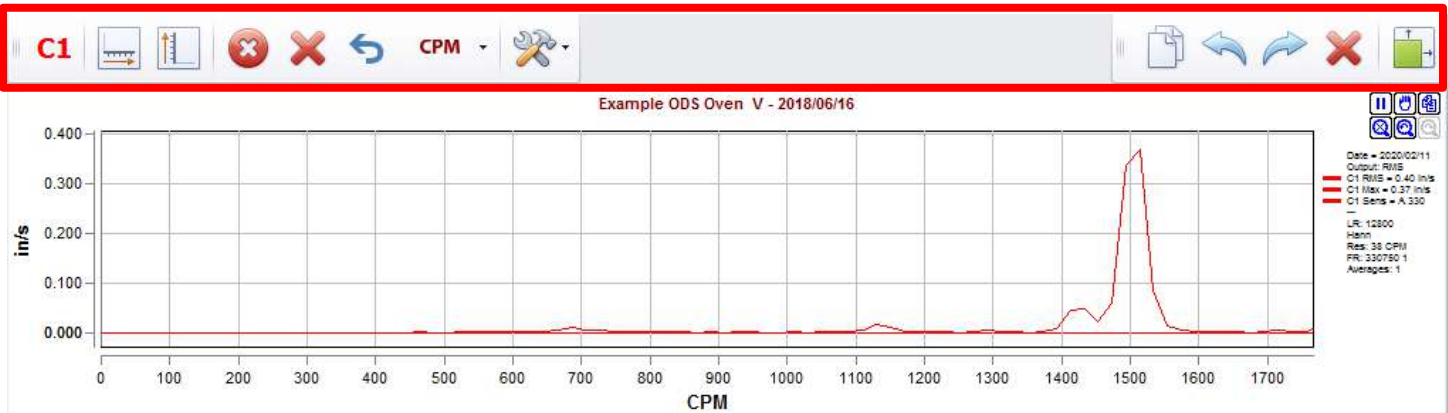 C1 CPM
Example ODS Oven V - 2018/06/16
in/s
0.400
0.300
0.200
0.100
0.000
0 100 200 300 400 500 600 700 800 900 1000 1100 1200 1300 1400 1500 1600 1700
CPM
Date = 2020/02/11
Output: RMS
C1 RMS = 0.40 in/s
C1 Max = 0.37 in/s
C1 Sens = A 330
---
LR: 12800
Hann
Res: 38 CPM
FR: 330750 1
Averages: 1